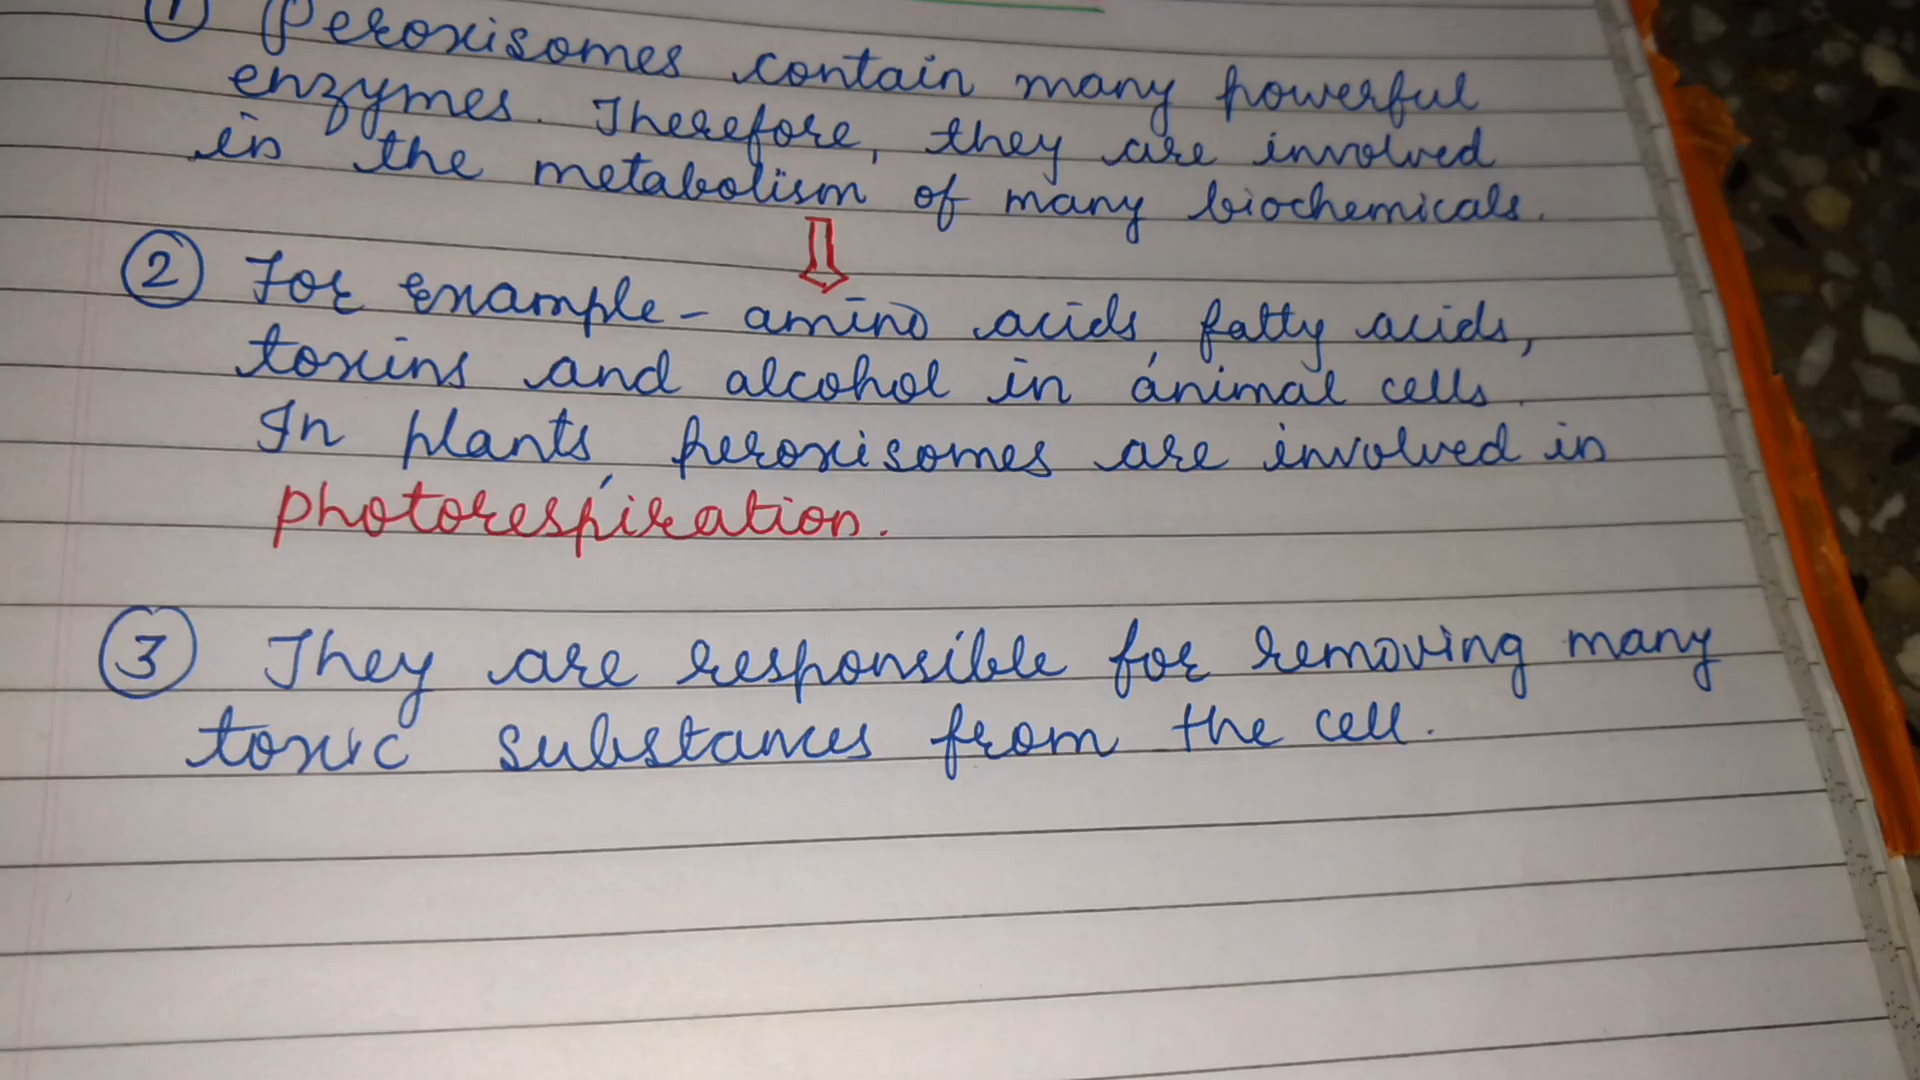 ① Peroxisomes contain many powerful
enzymes. Therefore, they are involved
in the metabolism of many biochemicals.
② For example - amino acids, fatty acids,
toxins and alcohol in animal cells.
In plants, peroxisomes are involved in
photorespiration.
③ They are responsible for removing many
toxic substances from the cell.